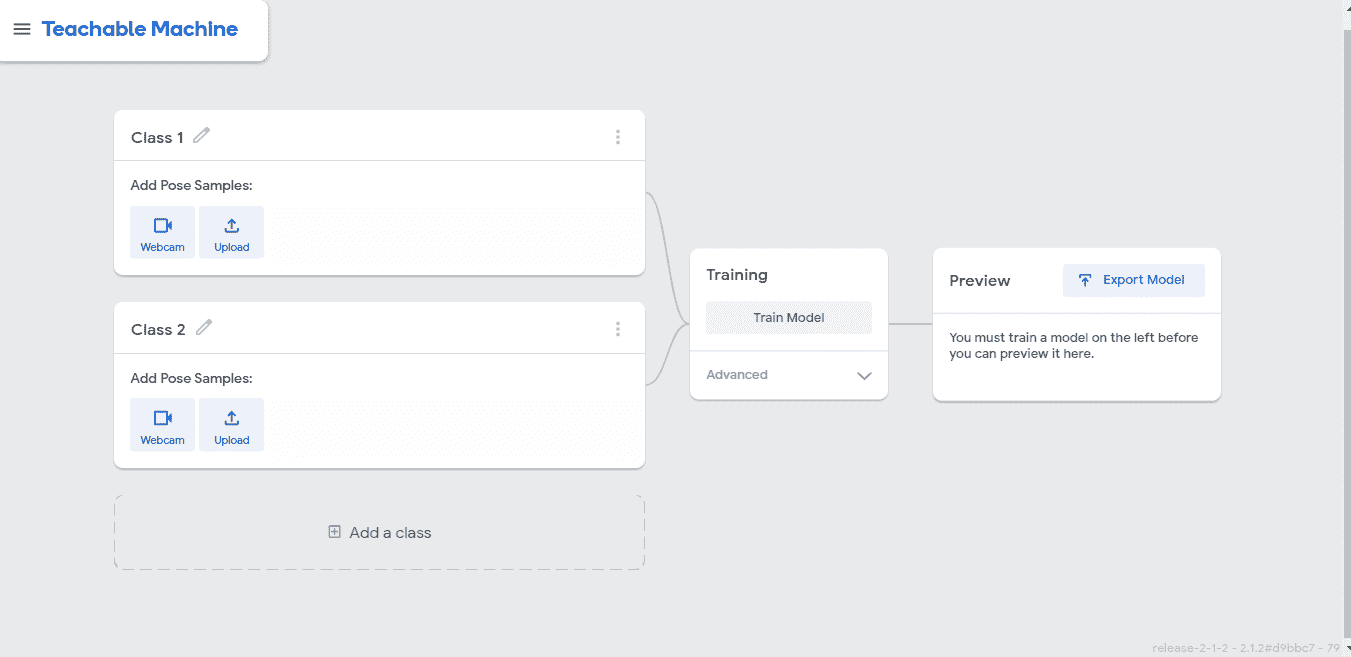 Teachable Machine
Class 1
Add Pose Samples:
Webcam
Upload
Class 2
Add Pose Samples:
Webcam
Upload
Add a class
Training
Train Model
Advanced
Preview
Export Model
You must train a model on the left before
you can preview it here.
release-2-1-2 - 2.1.2#d9bbc7 - 79